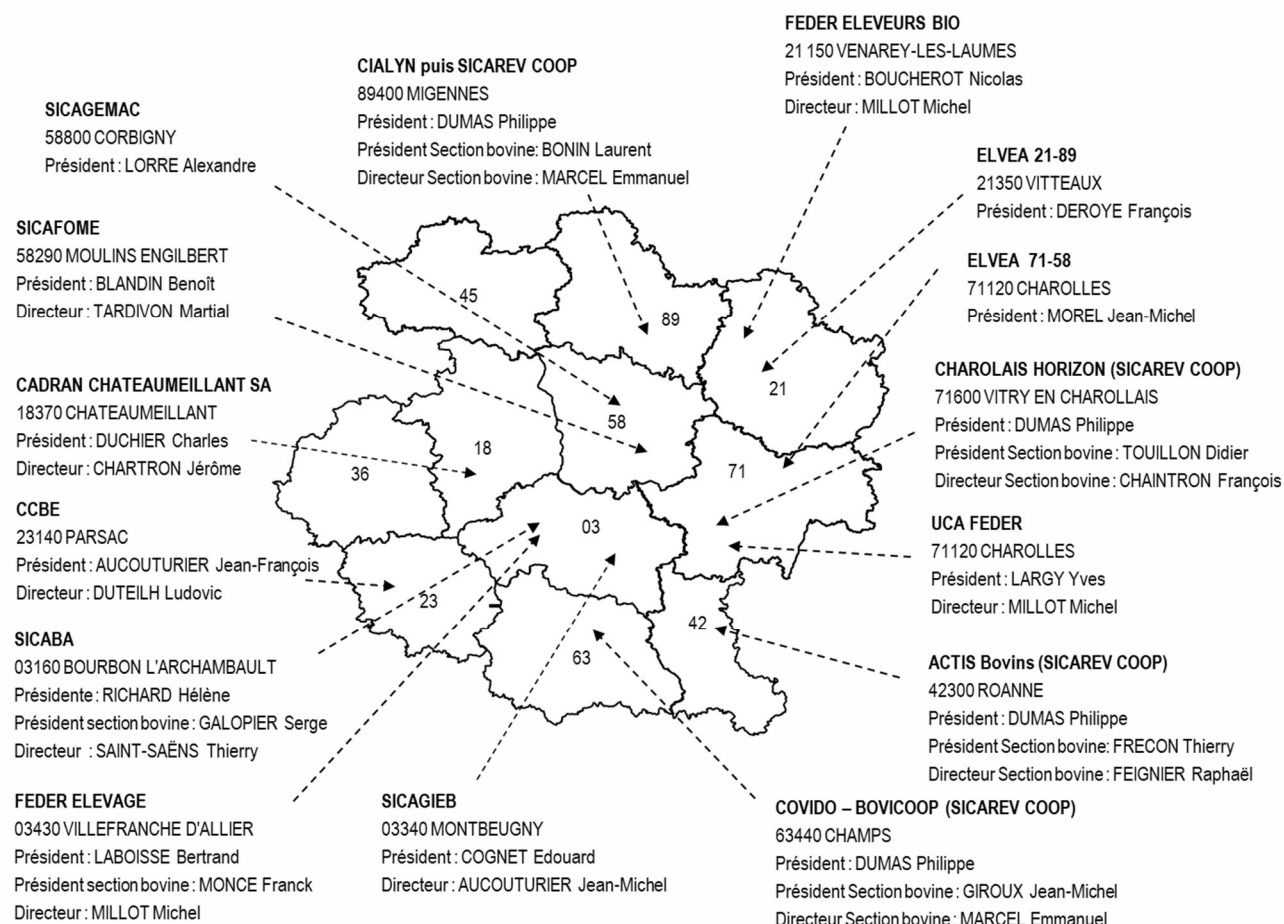 FEDER ELEVEURS BIO
21 150 VENAREY-LES-LAUMES
Président : BOUCHEROT Nicolas
Directeur : MILLOT Michel
CIALYN puis SICAREV COOP
89400 MIGENNES
Président : DUMAS Philippe
Président Section bovine: BONIN Laurent
Directeur Section bovine: MARCEL Emmanuel
SICAGEMAC
58800 CORBIGNY
Président : LORRE Alexandre
ELVEA 21-89
21350 VITTEAUX
Président : DEROYE François
SICAFOME
58290 MOULINS ENGILBERT
Président : BLANDIN Benoît
Directeur : TARDIVON Martial
ELVEA 71-58
71120 CHAROLLES
Président : MOREL Jean-Michel
CADRAN CHATEAUMEILLANT SA
18370 CHATEAUMEILLANT
Président : DUCHIER Charles
Directeur : CHARTRON Jérôme
CHAROLAIS HORIZON (SICAREV COOP)
71600 VITRY EN CHAROLLAIS
Président : DUMAS Philippe
Président Section bovine : TOUILLON Didier
Directeur Section bovine : CHAINTRON François
45
89
21
58
18
71
36
03
23
42
63
CCBE
23140 PARSAC
Président : AUCOUTURIER Jean-François
Directeur : DUTEILH Ludovic
UCA FEDER
71120 CHAROLLES
Président : LARGY Yves
Directeur : MILLOT Michel
SICABA
03160 BOURBON L'ARCHAMBAULT
Présidente : RICHARD Hélène
Président section bovine : GALOPIER Serge
Directeur : SAINT-SAËNS Thierry
ACTIS Bovins (SICAREV COOP)
42300 ROANNE
Président : DUMAS Philippe
Président Section bovine: FRECON Thierry
Directeur Section bovine : FEIGNIER Raphaël
FEDER ELEVAGE
03430 VILLEFRANCHE D'ALLIER
Président : LABOISSE Bertrand
Président section bovine : MONCE Franck
Directeur : MILLOT Michel
SICAGIEB
03340 MONTBEUGNY
Président : COGNET Edouard
Directeur : AUCOUTURIER Jean-Michel
COVIDO – BOVICOOP (SICAREV COOP)
63440 CHAMPS
Président : DUMAS Philippe
Président Section bovine : GIROUX Jean-Michel
Directeur Section bovine : MARCEL Emmanuel